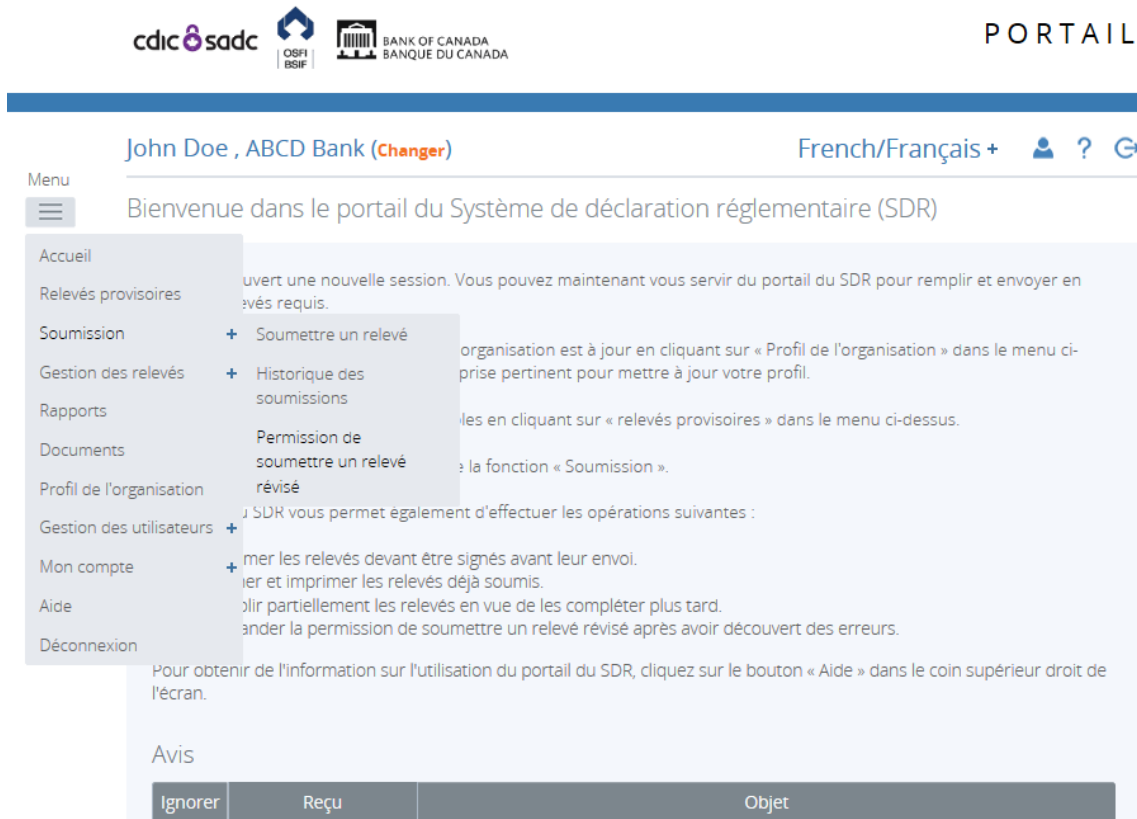 cdic sadc
OSFI
BSIF
BANK OF CANADA
BANQUE DU CANADA
PORTAIL
John Doe , ABCD Bank (Changer)
French/Français +
?
Menu
Bienvenue dans le portail du Système de déclaration réglementaire (SDR)
Accueil
Relevés provisoires
Soumission +
Gestion des relevés +
Rapports
Documents
Profil de l'organisation
Gestion des utilisateurs +
Mon compte +
Aide
Déconnexion
Soumettre un relevé
Historique des
soumissions
Permission de
soumettre un relevé
révisé
une nouvelle session. Vous pouvez maintenant vous servir du portail du SDR pour remplir et envoyer en
requis.
organisation est à jour en cliquant sur « Profil de l'organisation » dans le menu ci-
pertinent pour mettre à jour votre profil.
en cliquant sur « relevés provisoires » dans le menu ci-dessus.
la fonction « Soumission ».
SDR vous permet également d'effectuer les opérations suivantes :
les relevés devant être signés avant leur envoi.
et imprimer les relevés déjà soumis.
partiellement les relevés en vue de les compléter plus tard.
la permission de soumettre un relevé révisé après avoir découvert des erreurs.
Pour obtenir de l'information sur l'utilisation du portail du SDR, cliquez sur le bouton « Aide » dans le coin supérieur droit de
l'écran.
Avis
Ignorer Reçu Objet